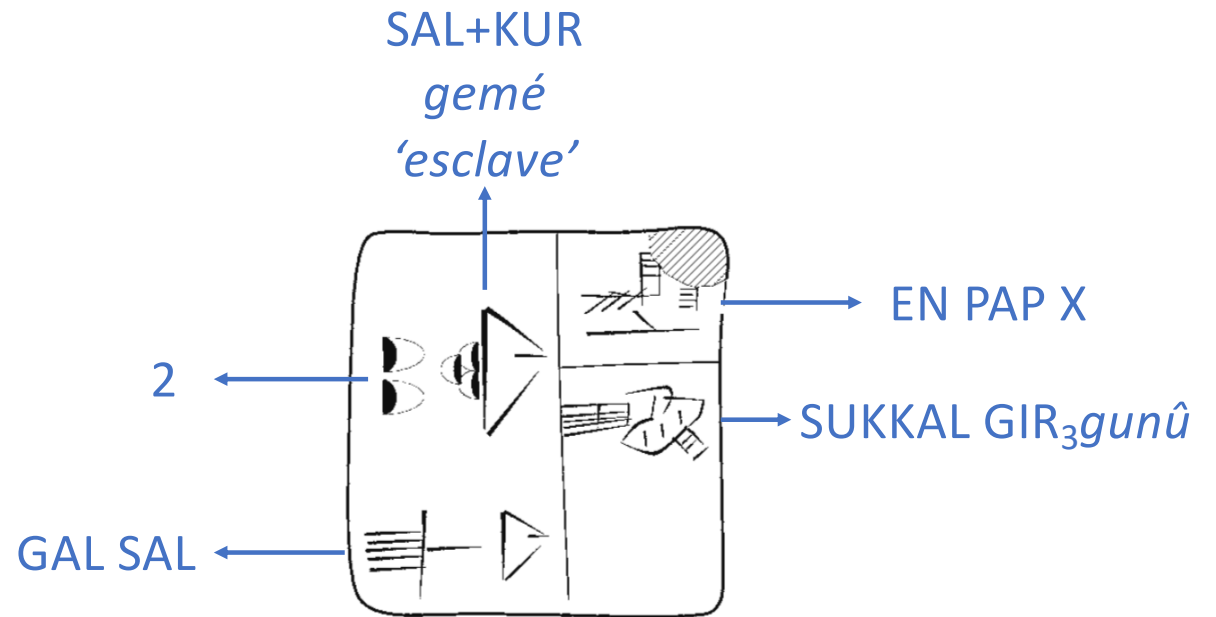 SAL+KUR
gemé
‘esclave’
EN PAP X
2
SUKKAL GIR₃gunû
GAL SAL